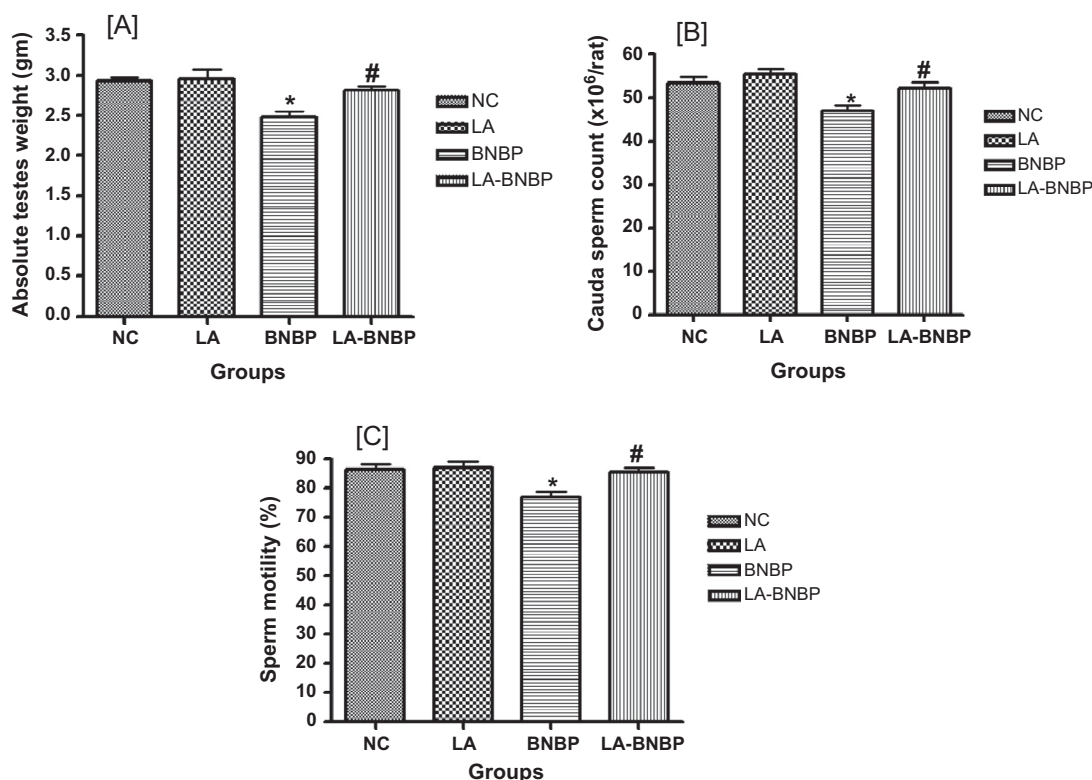 [A]
Absolute testes weight (gm)
3.5
3.0
2.5
2.0
1.5
1.0
0.5
0.0
*
#
NC LA BNBP LA-BNBP
Groups
NC
LA
BNBP
LA-BNBP
[B]
Cauda sperm count (x10⁶/rat)
60
50
40
30
20
10
0
*
#
NC LA BNBP LA-BNBP
Groups
NC
LA
BNBP
LA-BNBP
[C]
Sperm motility (%)
90
80
70
60
50
40
30
20
10
0
*
#
NC LA BNBP LA-BNBP
Groups
NC
LA
BNBP
LA-BNBP